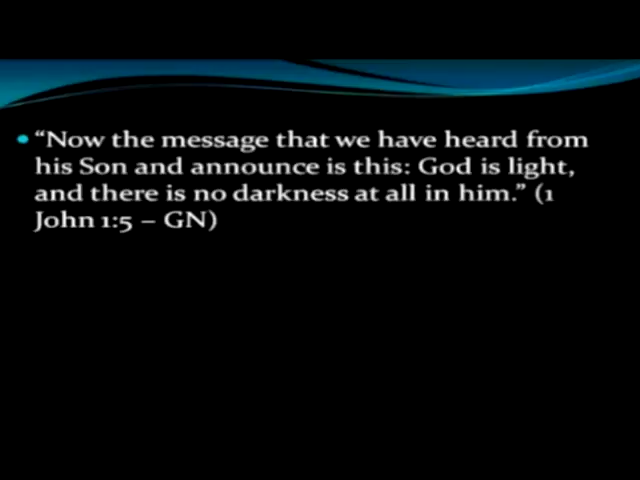 “Now the message that we have heard from
his Son and announce is this: God is light,
and there is no darkness at all in him.” (1
John 1:5 – GN)